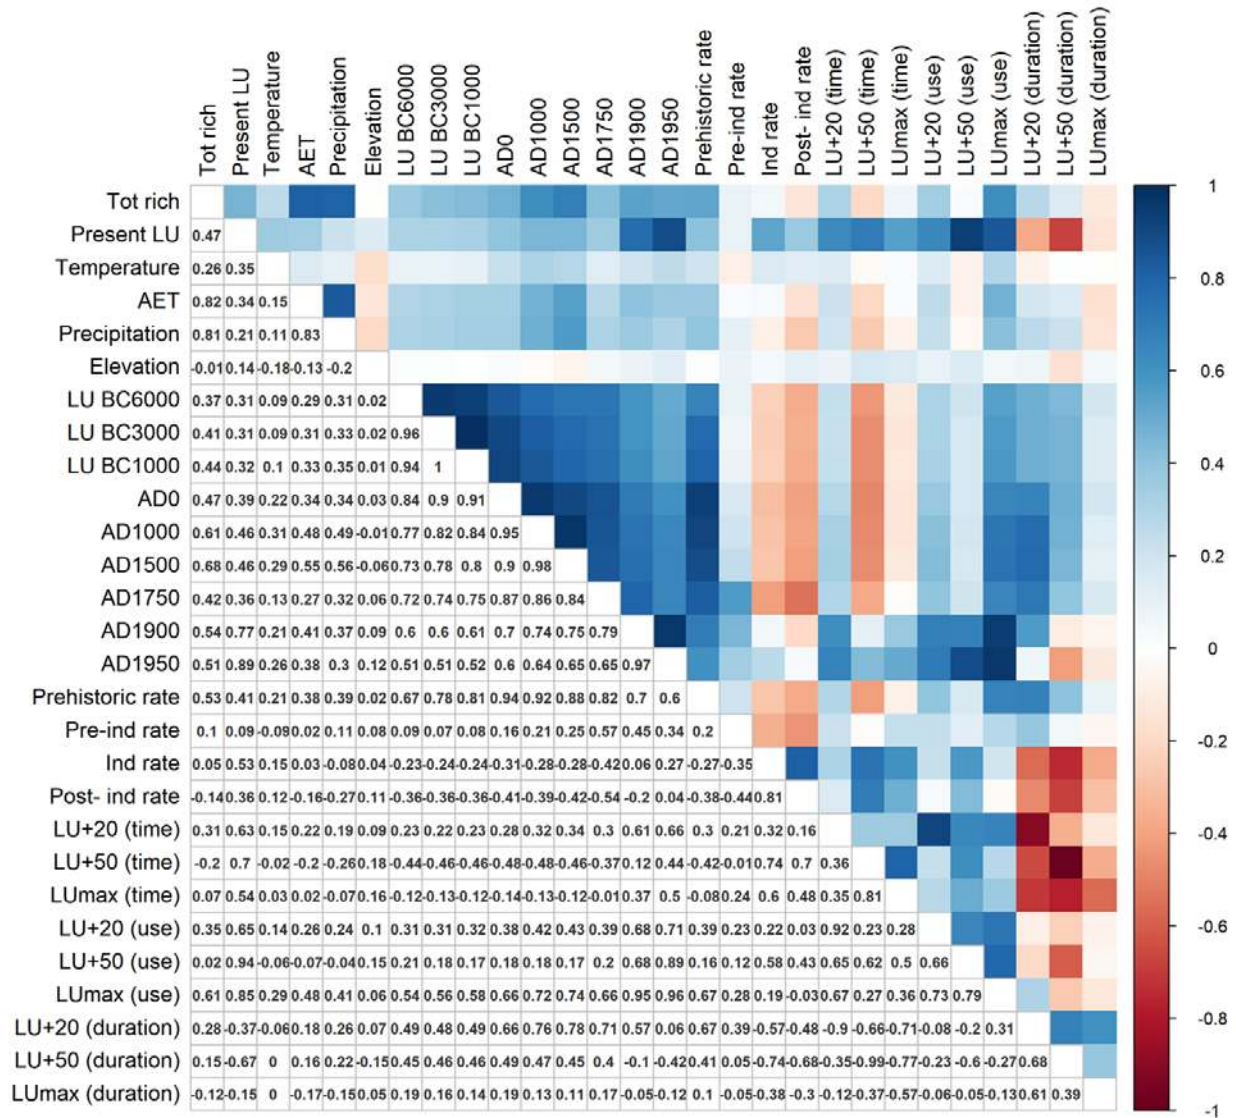 Tot rich
Present LU
Temperature
AET
Precipitation
Elevation
LU BC6000
LU BC3000
LU BC1000
AD0
AD1000
AD1500
AD1750
AD1900
AD1950
Prehistoric rate
Pre-ind rate
Ind rate
Post- ind rate
LU+20 (time)
LU+50 (time)
LUmax (time)
LU+20 (use)
LU+50 (use)
LUmax (use)
LU+20 (duration)
LU+50 (duration)
LUmax (duration)
Tot rich
Present LU 0.47
Temperature 0.26 0.35
AET 0.82 0.34 0.15
Precipitation 0.81 0.21 0.11 0.83
Elevation -0.01 0.14 -0.18 -0.13 -0.2
LU BC6000 0.37 0.31 0.09 0.29 0.31 0.02
LU BC3000 0.41 0.31 0.09 0.31 0.33 0.02 0.96
LU BC1000 0.44 0.32 0.1 0.33 0.35 0.01 0.94 1
AD0 0.47 0.39 0.22 0.34 0.34 0.03 0.84 0.9 0.91
AD1000 0.61 0.46 0.31 0.48 0.49 -0.01 0.77 0.82 0.84 0.95
AD1500 0.68 0.46 0.29 0.55 0.56 -0.06 0.73 0.78 0.8 0.9 0.98
AD1750 0.42 0.36 0.13 0.27 0.32 0.06 0.72 0.74 0.75 0.87 0.86 0.84
AD1900 0.54 0.77 0.21 0.41 0.37 0.09 0.6 0.6 0.61 0.7 0.74 0.75 0.79
AD1950 0.51 0.89 0.26 0.38 0.3 0.12 0.51 0.51 0.52 0.6 0.64 0.65 0.65 0.97
Prehistoric rate 0.53 0.41 0.21 0.38 0.39 0.02 0.67 0.78 0.81 0.94 0.92 0.88 0.82 0.7 0.6
Pre-ind rate 0.1 0.09 -0.09 0.02 0.11 0.08 0.09 0.07 0.08 0.16 0.21 0.25 0.57 0.45 0.34 0.2
Ind rate 0.05 0.53 0.15 0.03 -0.08 0.04 -0.23 -0.24 -0.24 -0.31 -0.28 -0.28 -0.42 0.06 0.27 -0.27 -0.35
Post- ind rate -0.14 0.36 0.12 -0.16 -0.27 0.11 -0.36 -0.36 -0.36 -0.41 -0.39 -0.42 -0.54 -0.2 0.04 -0.38 -0.44 0.81
LU+20 (time) 0.31 0.63 0.15 0.22 0.19 0.09 0.23 0.22 0.23 0.28 0.32 0.34 0.3 0.61 0.66 0.3 0.21 0.32 0.16
LU+50 (time) -0.2 0.7 -0.02 -0.2 -0.26 0.18 -0.44 -0.46 -0.46 -0.48 -0.48 -0.46 -0.37 0.12 0.44 -0.42 -0.01 0.74 0.7 0.36
LUmax (time) 0.07 0.54 0.03 0.02 -0.07 0.16 -0.12 -0.13 -0.12 -0.14 -0.13 -0.12 -0.01 0.37 0.5 -0.08 0.24 0.6 0.48 0.35 0.81
LU+20 (use) 0.35 0.65 0.14 0.26 0.24 0.1 0.31 0.31 0.32 0.38 0.42 0.43 0.39 0.68 0.71 0.39 0.23 0.22 0.03 0.92 0.23 0.28
LU+50 (use) 0.02 0.94 -0.06 -0.07 -0.04 0.15 0.21 0.18 0.17 0.18 0.18 0.17 0.2 0.68 0.89 0.16 0.12 0.58 0.43 0.65 0.62 0.5 0.66
LUmax (use) 0.61 0.85 0.29 0.48 0.41 0.06 0.54 0.56 0.58 0.66 0.72 0.74 0.66 0.95 0.96 0.67 0.28 0.19 -0.03 0.67 0.27 0.36 0.73 0.79
LU+20 (duration) 0.28 -0.37 -0.06 0.18 0.26 0.07 0.49 0.48 0.49 0.66 0.76 0.78 0.71 0.57 0.06 0.67 0.39 -0.57 -0.48 -0.9 -0.66 -0.71 -0.08 -0.2 0.31
LU+50 (duration) 0.15 -0.67 0 0.16 0.22 -0.15 0.45 0.46 0.46 0.49 0.47 0.45 0.4 -0.1 -0.42 0.41 0.05 -0.74 -0.68 -0.35 -0.99 -0.77 -0.23 -0.6 -0.27 0.68
LUmax (duration) -0.12 -0.15 0 -0.17 -0.15 0.05 0.19 0.16 0.14 0.19 0.13 0.11 0.17 -0.05 -0.12 0.1 -0.05 -0.38 -0.3 -0.12 -0.37 -0.57 -0.06 -0.05 -0.13 0.61 0.39
1
0.8
0.6
0.4
0.2
0
-0.2
-0.4
-0.6
-0.8
-1